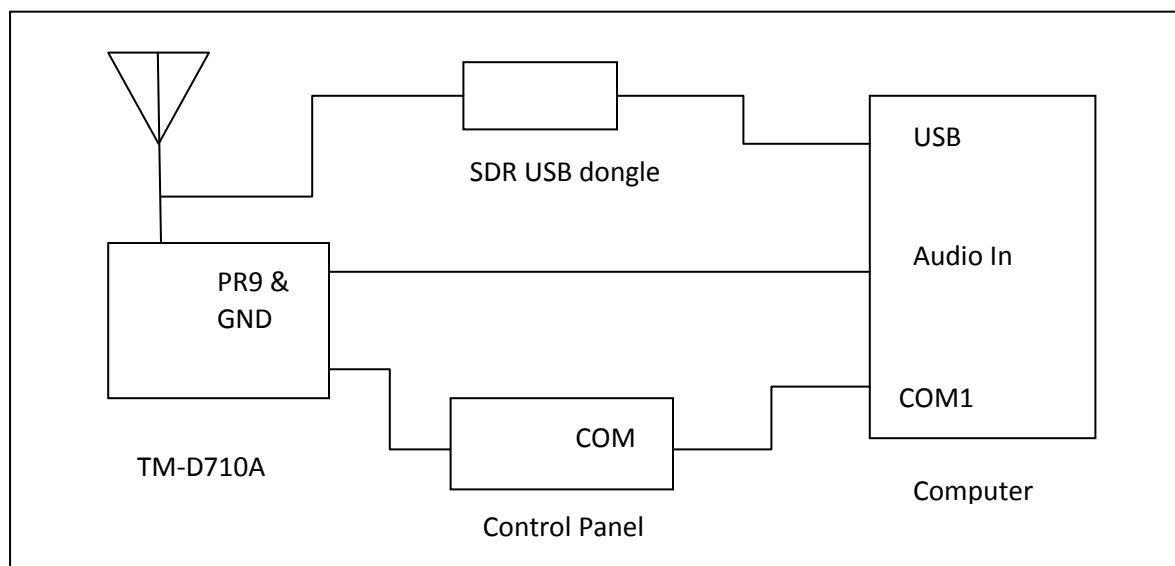 USB
SDR USB dongle
Audio In
PR9 &
GND
COM1
COM
TM-D710A
Computer
Control Panel